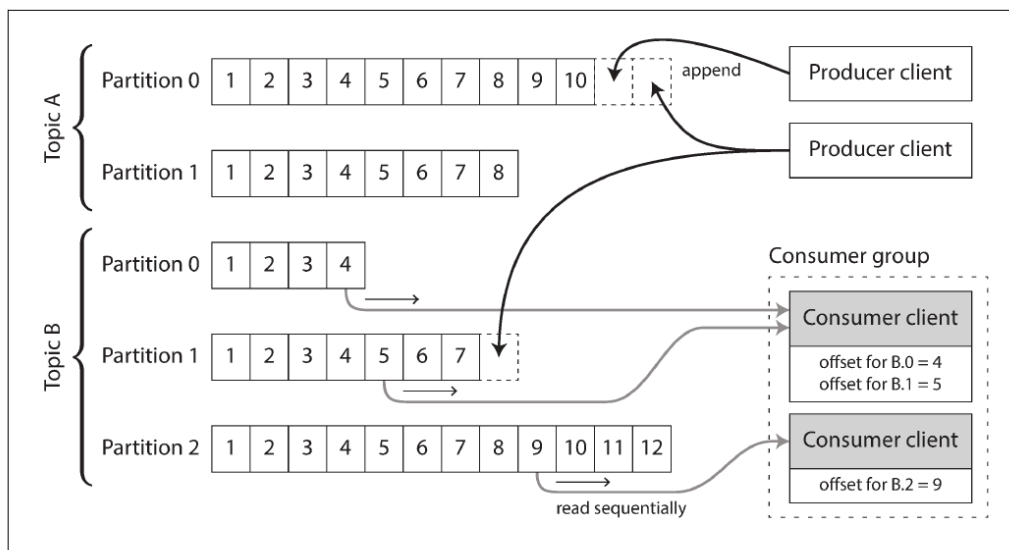 Topic A
Partition 0 1 2 3 4 5 6 7 8 9 10
append
Producer client
Producer client
Partition 1 1 2 3 4 5 6 7 8
Topic B
Partition 0 1 2 3 4
Consumer group
Consumer client
offset for B.0 = 4
offset for B.1 = 5
Partition 1 1 2 3 4 5 6 7
Partition 2 1 2 3 4 5 6 7 8 9 10 11 12
read sequentially
Consumer client
offset for B.2 = 9